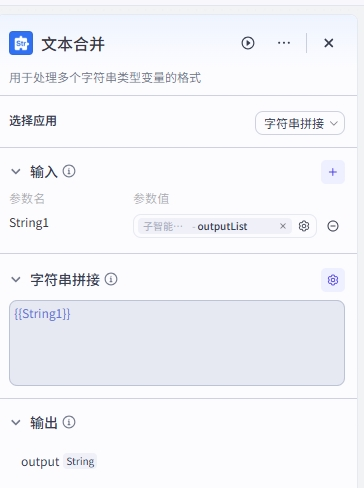 Str
文本合并
用于处理多个字符串类型变量的格式
选择应用
字符串拼接
输入
参数名 参数值
String1 子智能··· - outputList
字符串拼接
{{String1}}
输出
output String